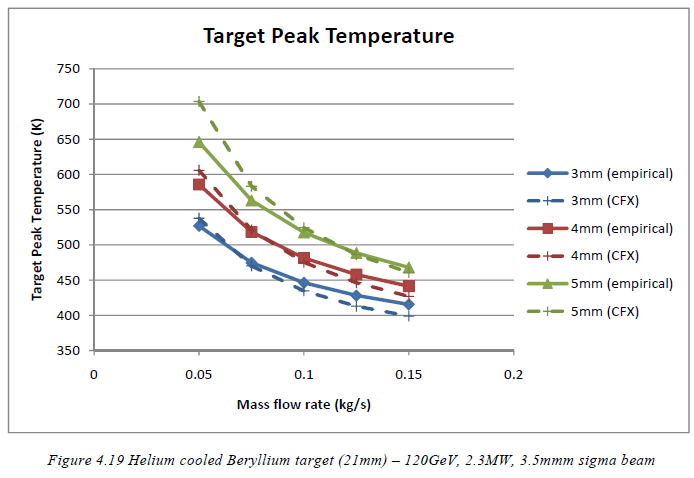 Target Peak Temperature
Target Peak Temperature (K)
750
700
650
600
550
500
450
400
350
0
0.05
0.1
0.15
0.2
Mass flow rate (kg/s)
3mm (empirical)
3mm (CFX)
4mm (empirical)
4mm (CFX)
5mm (empirical)
5mm (CFX)
Figure 4.19 Helium cooled Beryllium target (21mm) – 120GeV, 2.3MW, 3.5mmm sigma beam